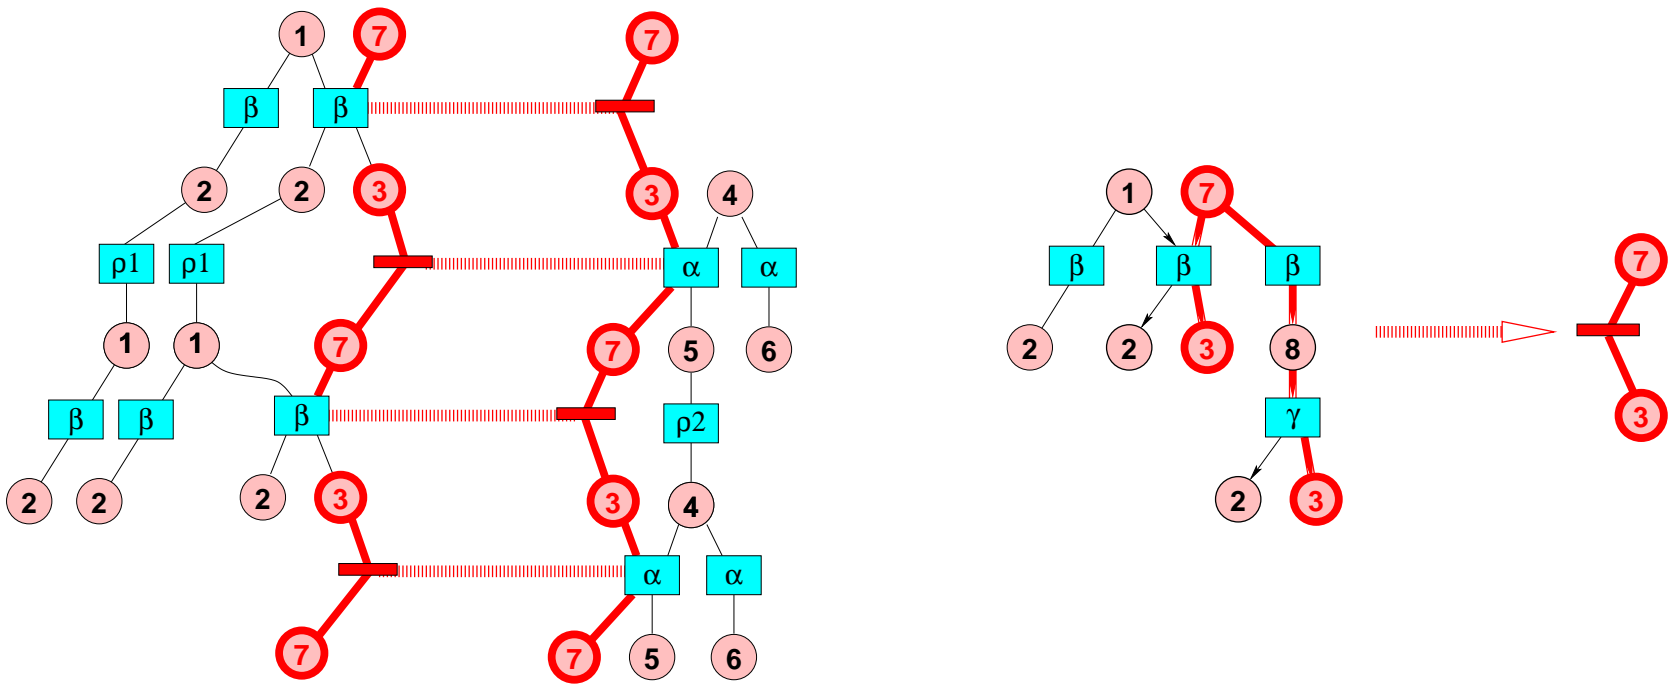 1 7 7
β β
2 2 3 3 4 1 7
ρ1 ρ1 α α β β β 7
1 1 7 7 5 6 2 2 3 8
β β β ρ2 γ 3
2 2 2 3 3 4 2 3
α α
7 7 5 6